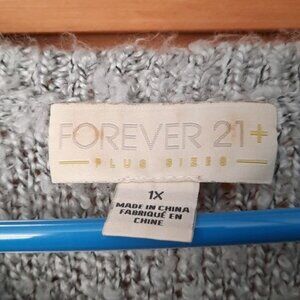 FOREVER 21+
PLUS SIZES
1X
MADE IN CHINA
FABRIQUÉ EN
CHINE